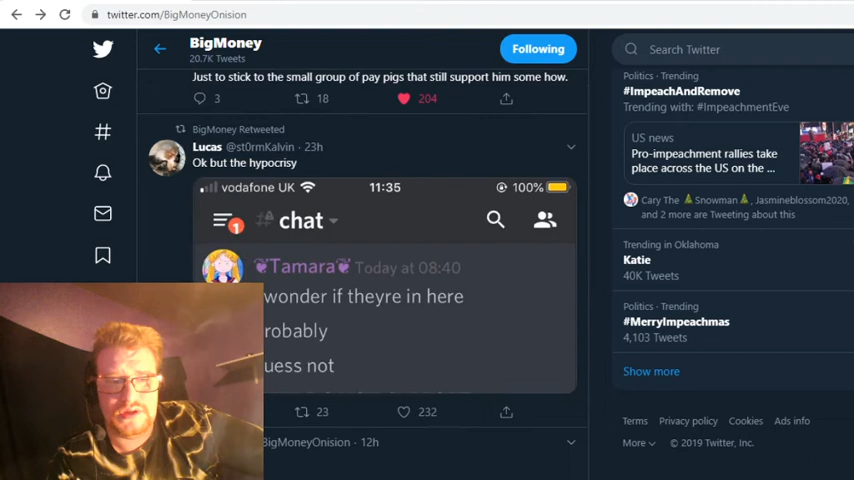 twitter.com/BigMoneyOnision
BigMoney
20.7K Tweets
Following
Search Twitter
Just to stick to the small group of pay pigs that still support him some how.
3
18
204
BigMoney Retweeted
Lucas @st0rmKalvin · 23h
Ok but the hypocrisy
vodafone UK
11:35
100%
1
# chat
❦Tamara❦ Today at 08:40
wonder if theyre in here
robably
uess not
23
232
BigMoneyOnision · 12h
Politics · Trending
#ImpeachAndRemove
Trending with: #ImpeachmentEve
US news
Pro-impeachment rallies take
place across the US on the ...
Cary The 🎄 Snowman 🎄, Jasmineblossom2020,
and 2 more are Tweeting about this
Trending in Oklahoma
Katie
40K Tweets
Politics · Trending
#MerryImpeachmas
4,103 Tweets
Show more
Terms Privacy policy Cookies Ads info
More © 2019 Twitter, Inc.